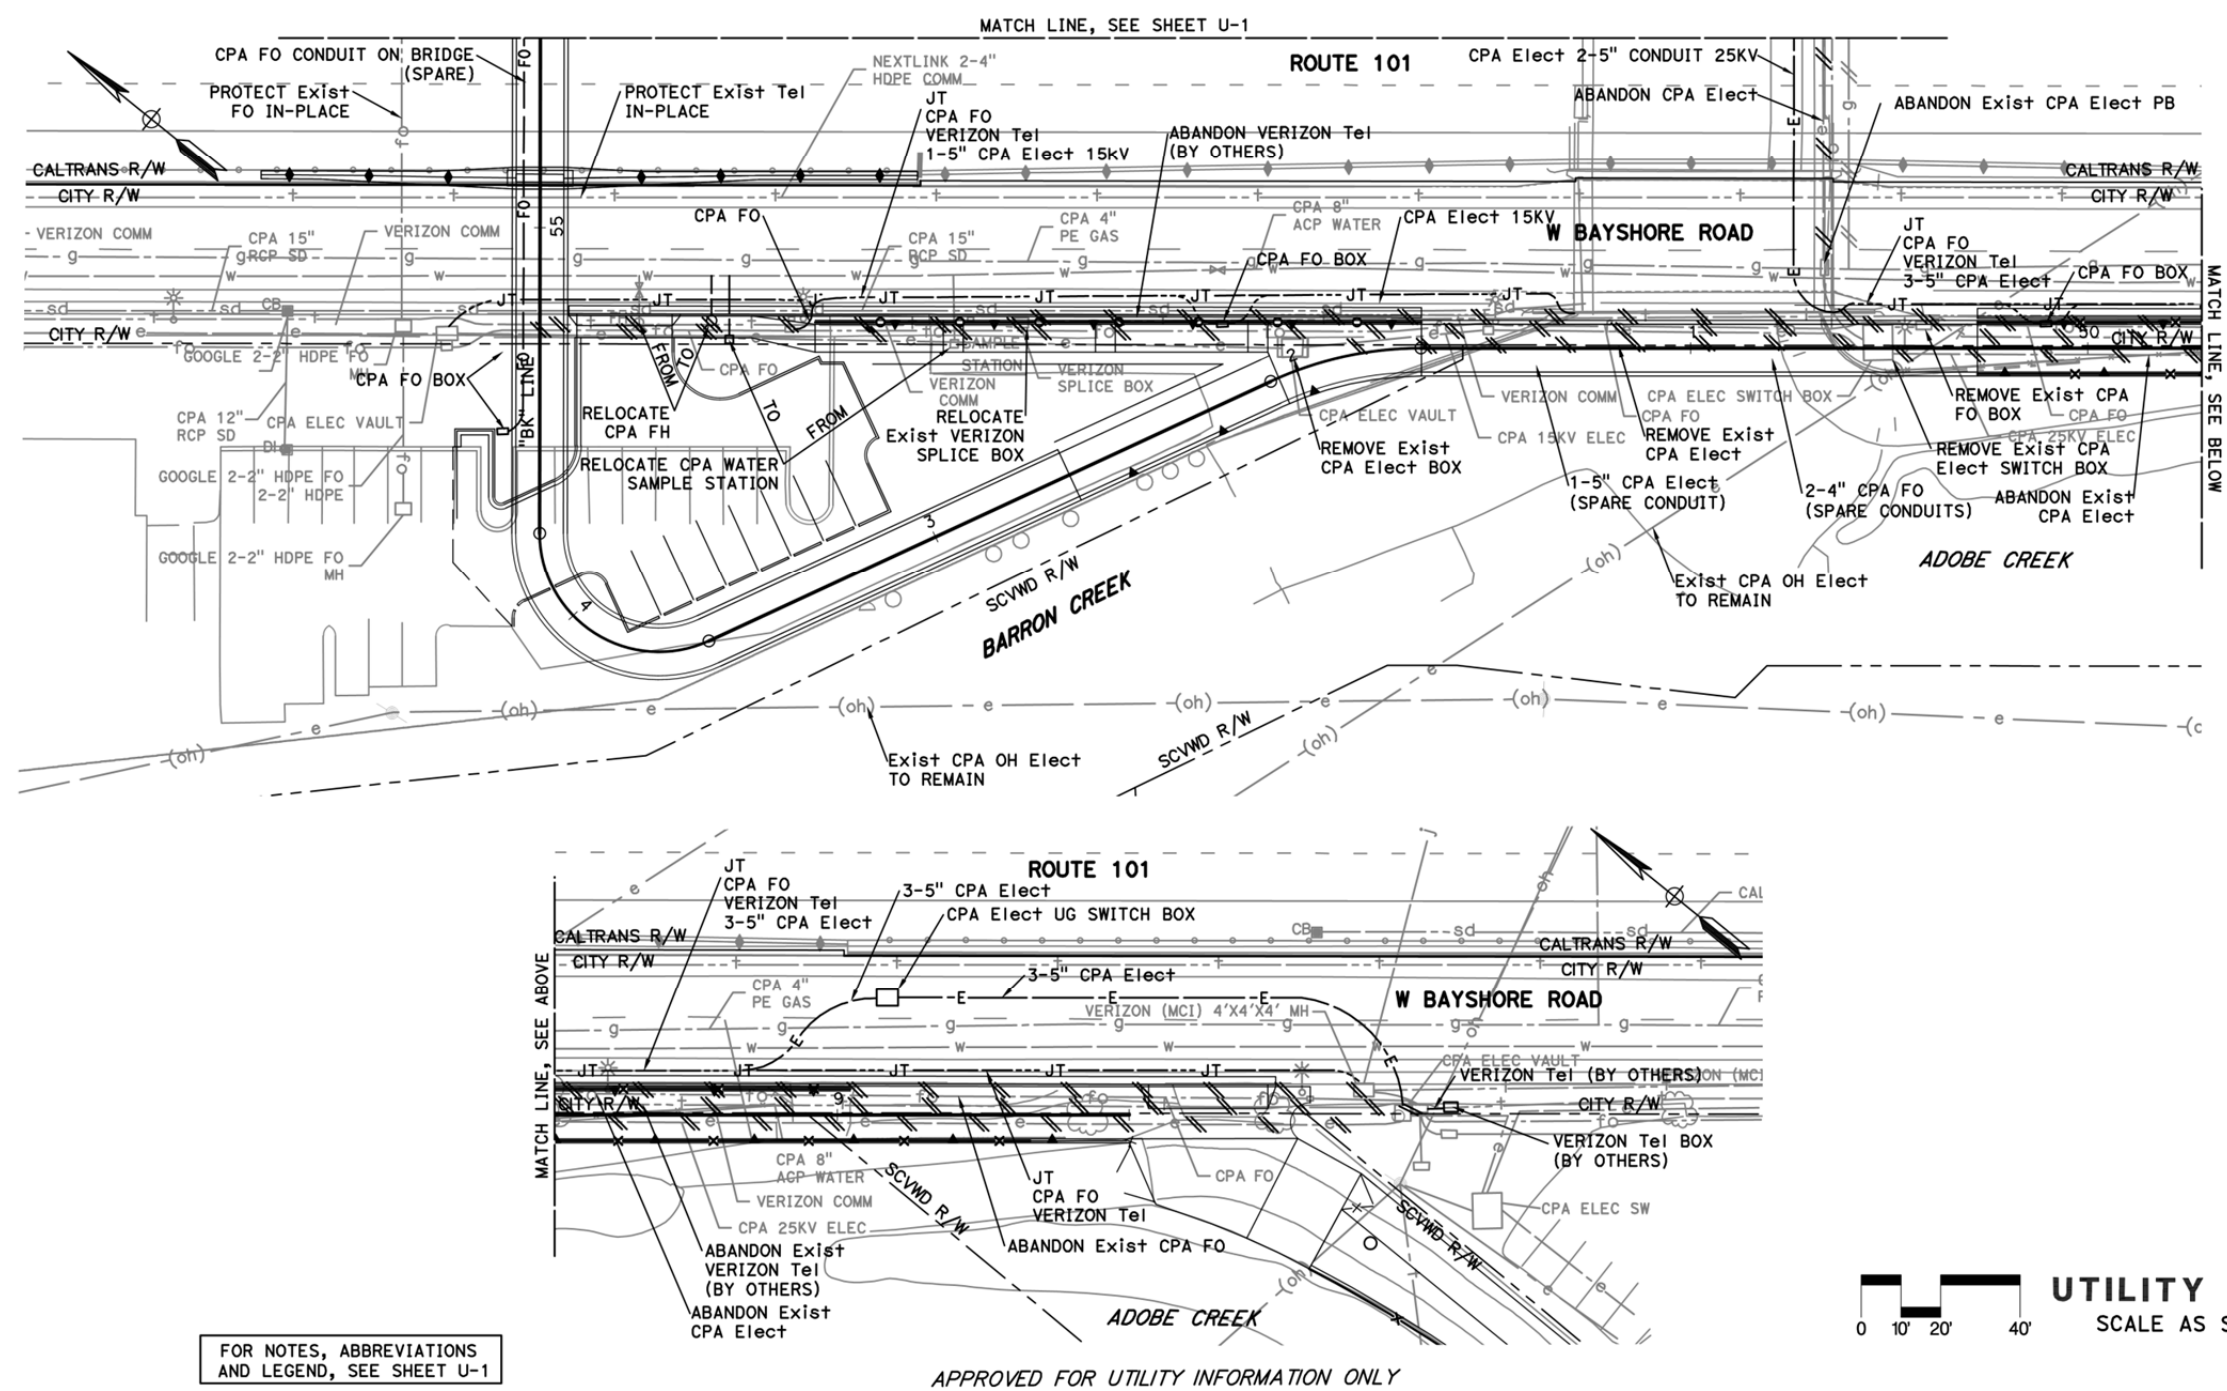 MATCH LINE, SEE SHEET U-1
CPA FO CONDUIT ON BRIDGE
(SPARE)
PROTECT Exist
FO IN-PLACE
PROTECT Exist Tel
IN-PLACE
NEXTLINK 2-4"
HDPE COMM
JT
CPA FO
VERIZON Tel
1-5" CPA Elect 15kV
ABANDON VERIZON Tel
(BY OTHERS)
ROUTE 101
CPA Elect 2-5" CONDUIT 25KV
ABANDON CPA Elect
ABANDON Exist CPA Elect PB
CALTRANS R/W
CITY R/W
CALTRANS R/W
CITY R/W
VERIZON COMM
CPA 15"
RCP SD
VERIZON COMM
55
CPA FO
CPA 15"
RCP SD
CPA 4"
PE GAS
CPA 8"
ACP WATER
CPA Elect 15KV
W BAYSHORE ROAD
CPA FO BOX
JT
CPA FO
VERIZON Tel
3-5" CPA Elect
CPA FO BOX
MATCH LINE, SEE BELOW
CB
CITY R/W
CITY R/W
50
GOOGLE 2-2" HDPE FO
MH
CPA FO BOX
"BK" LINE
FROM
TO
CPA FO
SAMPLE
STATION
VERIZON
COMM
VERIZON
SPLICE BOX
CPA 12"
RCP SD
CPA ELEC VAULT
DI
RELOCATE
CPA FH
TO
FROM
RELOCATE
Exist VERIZON
SPLICE BOX
RELOCATE CPA WATER
SAMPLE STATION
2
1
CPA ELEC VAULT
REMOVE Exist
CPA Elect BOX
VERIZON COMM
CPA 15KV ELEC
CPA ELEC SWITCH BOX
CPA FO
REMOVE Exist
CPA Elect
REMOVE Exist CPA
FO BOX
CPA FO
CPA 25KV ELEC
REMOVE Exist CPA
Elect SWITCH BOX
1-5" CPA Elect
(SPARE CONDUIT)
2-4" CPA FO
(SPARE CONDUITS)
ABANDON Exist
CPA Elect
GOOGLE 2-2" HDPE FO
2-2' HDPE
GOOGLE 2-2" HDPE FO
MH
3
4
SCVWD R/W
BARRON CREEK
ADOBE CREEK
Exist CPA OH Elect
TO REMAIN
Exist CPA OH Elect
TO REMAIN
SCVWD R/W
JT
CPA FO
VERIZON Tel
3-5" CPA Elect
ROUTE 101
3-5" CPA Elect
CPA Elect UG SWITCH BOX
CAL
CALTRANS R/W
CITY R/W
CB
CALTRANS R/W
CITY R/W
MATCH LINE, SEE ABOVE
CPA 4"
PE GAS
3-5" CPA Elect
VERIZON (MCI) 4'X4'X4' MH
W BAYSHORE ROAD
CPA ELEC VAULT
VERIZON Tel (BY OTHERS)
CITY R/W
CITY R/W
9
VERIZON Tel BOX
(BY OTHERS)
CPA 8"
ACP WATER
VERIZON COMM
CPA 25KV ELEC
SCVWD R/W
JT
CPA FO
VERIZON Tel
CPA FO
SCVWD R/W
CPA ELEC SW
ABANDON Exist
VERIZON Tel
(BY OTHERS)
ABANDON Exist CPA FO
ABANDON Exist
CPA Elect
ADOBE CREEK
0 10' 20' 40'
UTILITY
SCALE AS
FOR NOTES, ABBREVIATIONS
AND LEGEND, SEE SHEET U-1
APPROVED FOR UTILITY INFORMATION ONLY